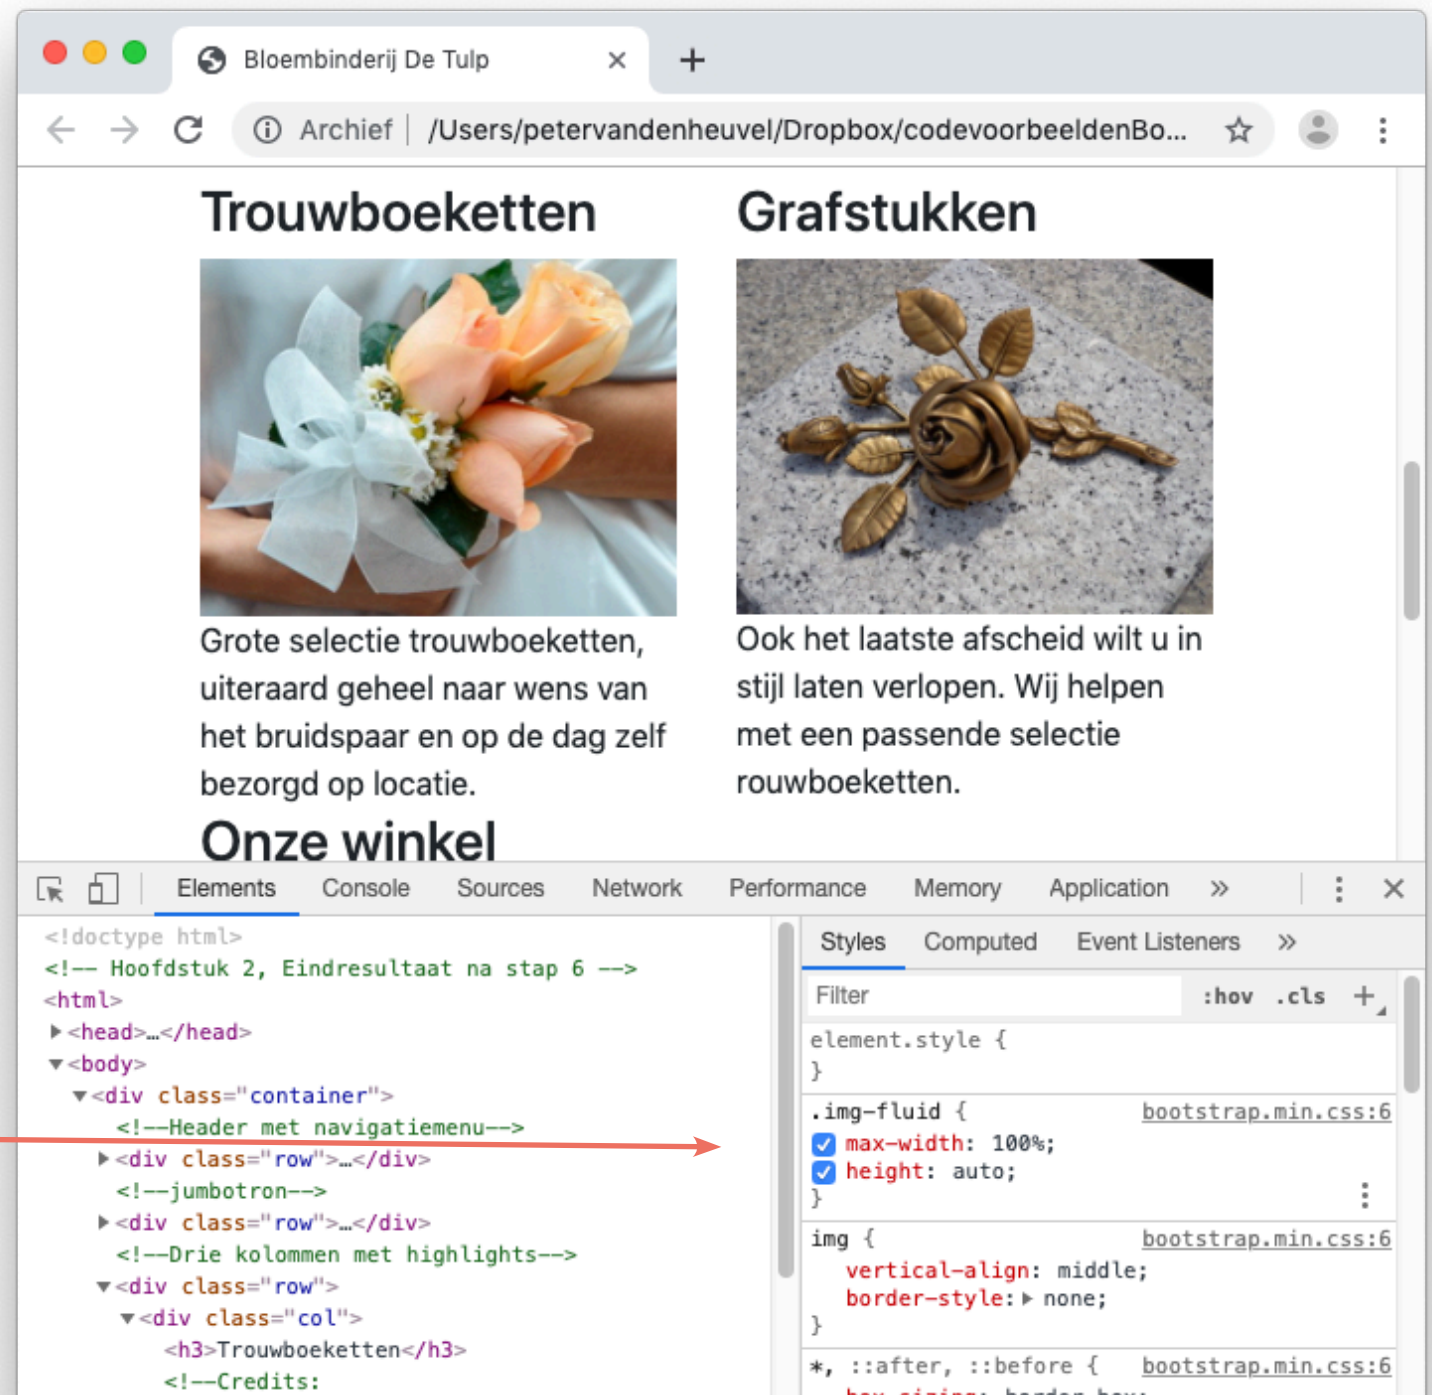 Bloembinderij De Tulp
Archief | /Users/petervandenheuvel/Dropbox/codevoorbeeldenBo...
Trouwboeketten
Grote selectie trouwboeketten,
uiteraard geheel naar wens van
het bruidspaar en op de dag zelf
bezorgd op locatie.
Grafstukken
Ook het laatste afscheid wilt u in
stijl laten verlopen. Wij helpen
met een passende selectie
rouwboeketten.
Onze winkel
Elements Console Sources Network Performance Memory Application »
<!doctype html>
<!-- Hoofdstuk 2, Eindresultaat na stap 6 -->
<html>
▶<head>…</head>
▼<body>
▼<div class="container">
<!--Header met navigatiemenu-->
▶<div class="row">…</div>
<!--jumbotron-->
▶<div class="row">…</div>
<!--Drie kolommen met highlights-->
▼<div class="row">
▼<div class="col">
<h3>Trouwboeketten</h3>
<!--Credits:
Styles Computed Event Listeners »
Filter :hov .cls +
element.style {
}
.img-fluid { bootstrap.min.css:6
max-width: 100%;
height: auto;
}
img { bootstrap.min.css:6
vertical-align: middle;
border-style:▶ none;
}
*, ::after, ::before { bootstrap.min.css:6
box-sizing: border-box;